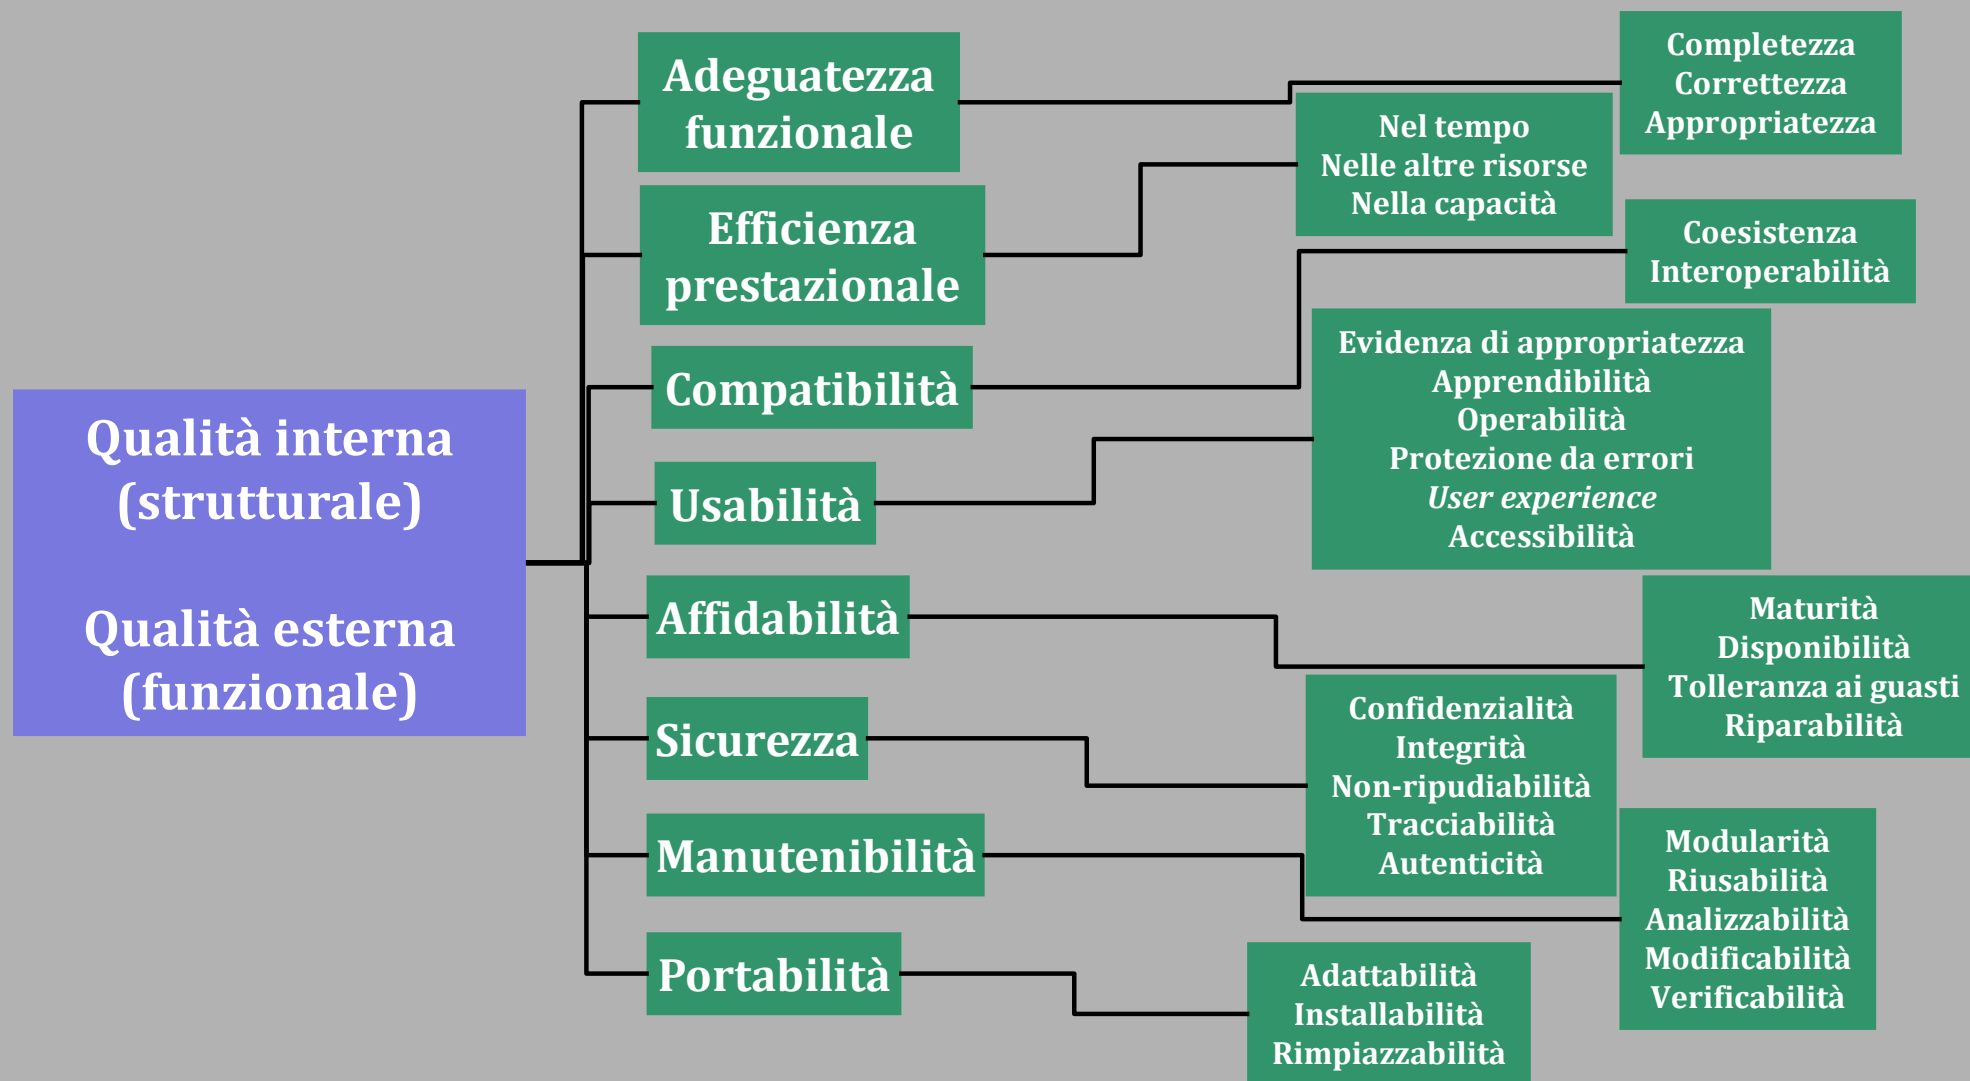 Qualità interna
(strutturale)
Qualità esterna
(funzionale)
Adeguatezza
funzionale
Completezza
Correttezza
Appropriatezza
Efficienza
prestazionale
Nel tempo
Nelle altre risorse
Nella capacità
Compatibilità
Coesistenza
Interoperabilità
Usabilità
Evidenza di appropriatezza
Apprendibilità
Operabilità
Protezione da errori
User experience
Accessibilità
Affidabilità
Maturità
Disponibilità
Tolleranza ai guasti
Riparabilità
Sicurezza
Confidenzialità
Integrità
Non-ripudiabilità
Tracciabilità
Autenticità
Manutenibilità
Modularità
Riusabilità
Analizzabilità
Modificabilità
Verificabilità
Portabilità
Adattabilità
Installabilità
Rimpiazzabilità